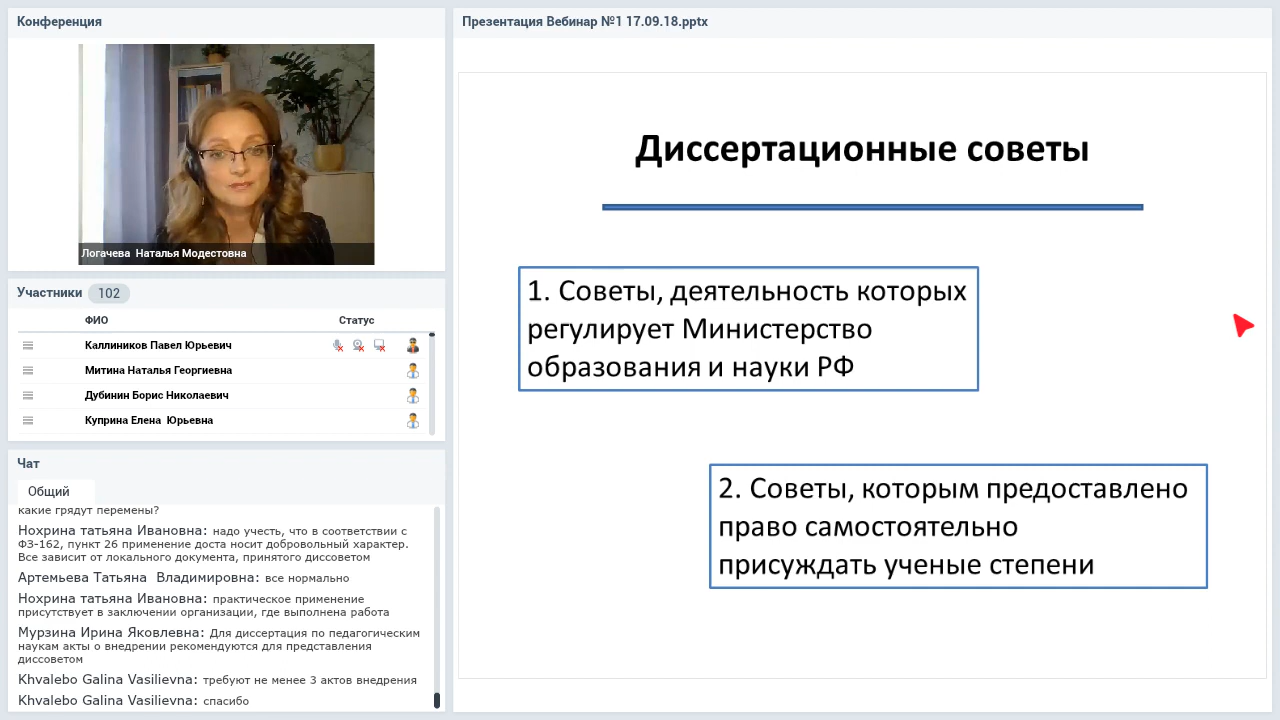 Конференция
Логачева  Наталья Модестовна
Участники 102
ФИО Статус
Каллиников Павел Юрьевич
Митина Наталья Георгиевна
Дубинин Борис Николаевич
Куприна Елена  Юрьевна
Чат
Общий
какие грядут перемены?
Нохрина татьяна Ивановна: надо учесть, что в соответствии с
ФЗ-162, пункт 26 применение доста носит добровольный характер.
Все зависит от локального документа, принятого диссоветом
Артемьева Татьяна  Владимировна: все нормально
Нохрина татьяна Ивановна: практическое применение
присутствует в заключении организации, где выполнена работа
Мурзина Ирина Яковлевна: Для диссертация по педагогическим
наукам акты о внедрении рекомендуются для представления
диссоветом
Khvalebo Galina Vasilievna: требуют не менее 3 актов внедрения
Khvalebo Galina Vasilievna: спасибо
Презентация Вебинар №1 17.09.18.pptx
Диссертационные советы
1. Советы, деятельность которых
регулирует Министерство
образования и науки РФ
2. Советы, которым предоставлено
право самостоятельно
присуждать ученые степени